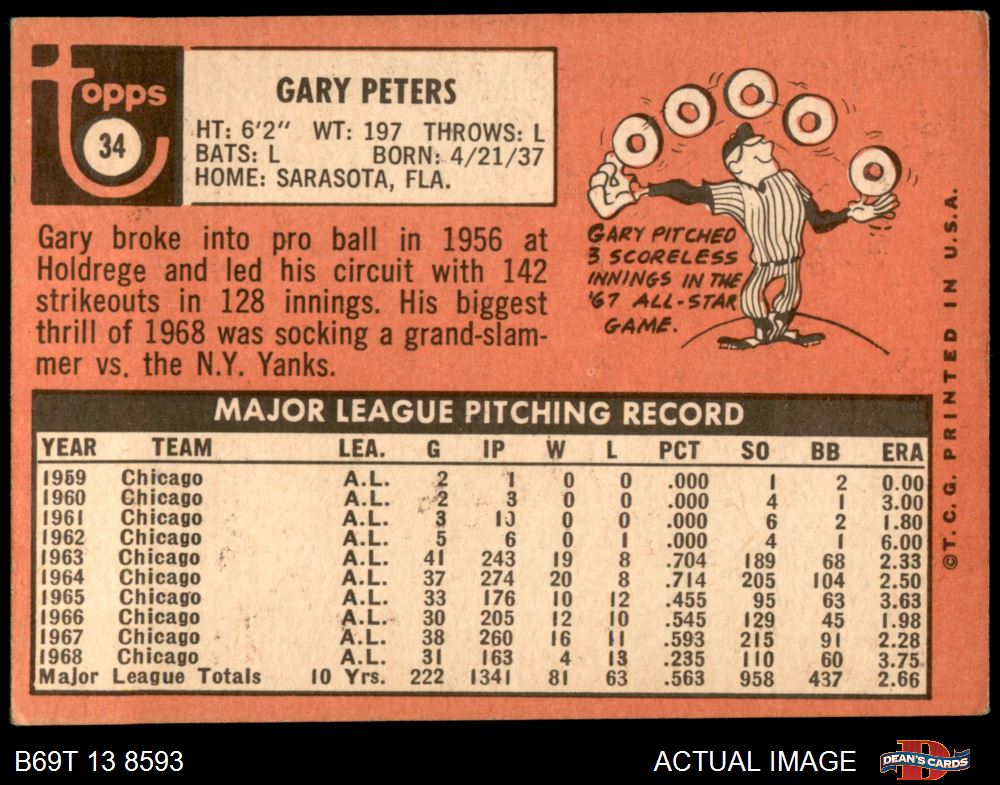 Topps
34
GARY PETERS
HT: 6'2" WT: 197 THROWS: L
BATS: L BORN: 4/21/37
HOME: SARASOTA, FLA.
Gary broke into pro ball in 1956 at
Holdrege and led his circuit with 142
strikeouts in 128 innings. His biggest
thrill of 1968 was socking a grand-slam-
mer vs. the N.Y. Yanks.
GARY PITCHED
3 SCORELESS
INNINGS IN THE
'67 ALL-STAR
GAME.
MAJOR LEAGUE PITCHING RECORD
YEAR TEAM LEA. G IP W L PCT SO BB ERA
1959 Chicago A.L. 2 1 0 0 .000 1 2 0.00
1960 Chicago A.L. 2 3 0 0 .000 4 1 3.00
1961 Chicago A.L. 3 10 0 0 .000 6 2 1.80
1962 Chicago A.L. 5 6 0 1 .000 4 1 6.00
1963 Chicago A.L. 41 243 19 8 .704 189 68 2.33
1964 Chicago A.L. 37 274 20 8 .714 205 104 2.50
1965 Chicago A.L. 33 176 10 12 .455 95 63 3.63
1966 Chicago A.L. 30 205 12 10 .545 129 45 1.98
1967 Chicago A.L. 38 260 16 11 .593 215 91 2.28
1968 Chicago A.L. 31 163 4 13 .235 110 60 3.75
Major League Totals 10 Yrs. 222 1341 81 63 .563 958 437 2.66
©T.C.G. PRINTED IN U.S.A.
B69T 13 8593
ACTUAL IMAGE
D
DEAN'S CARDS